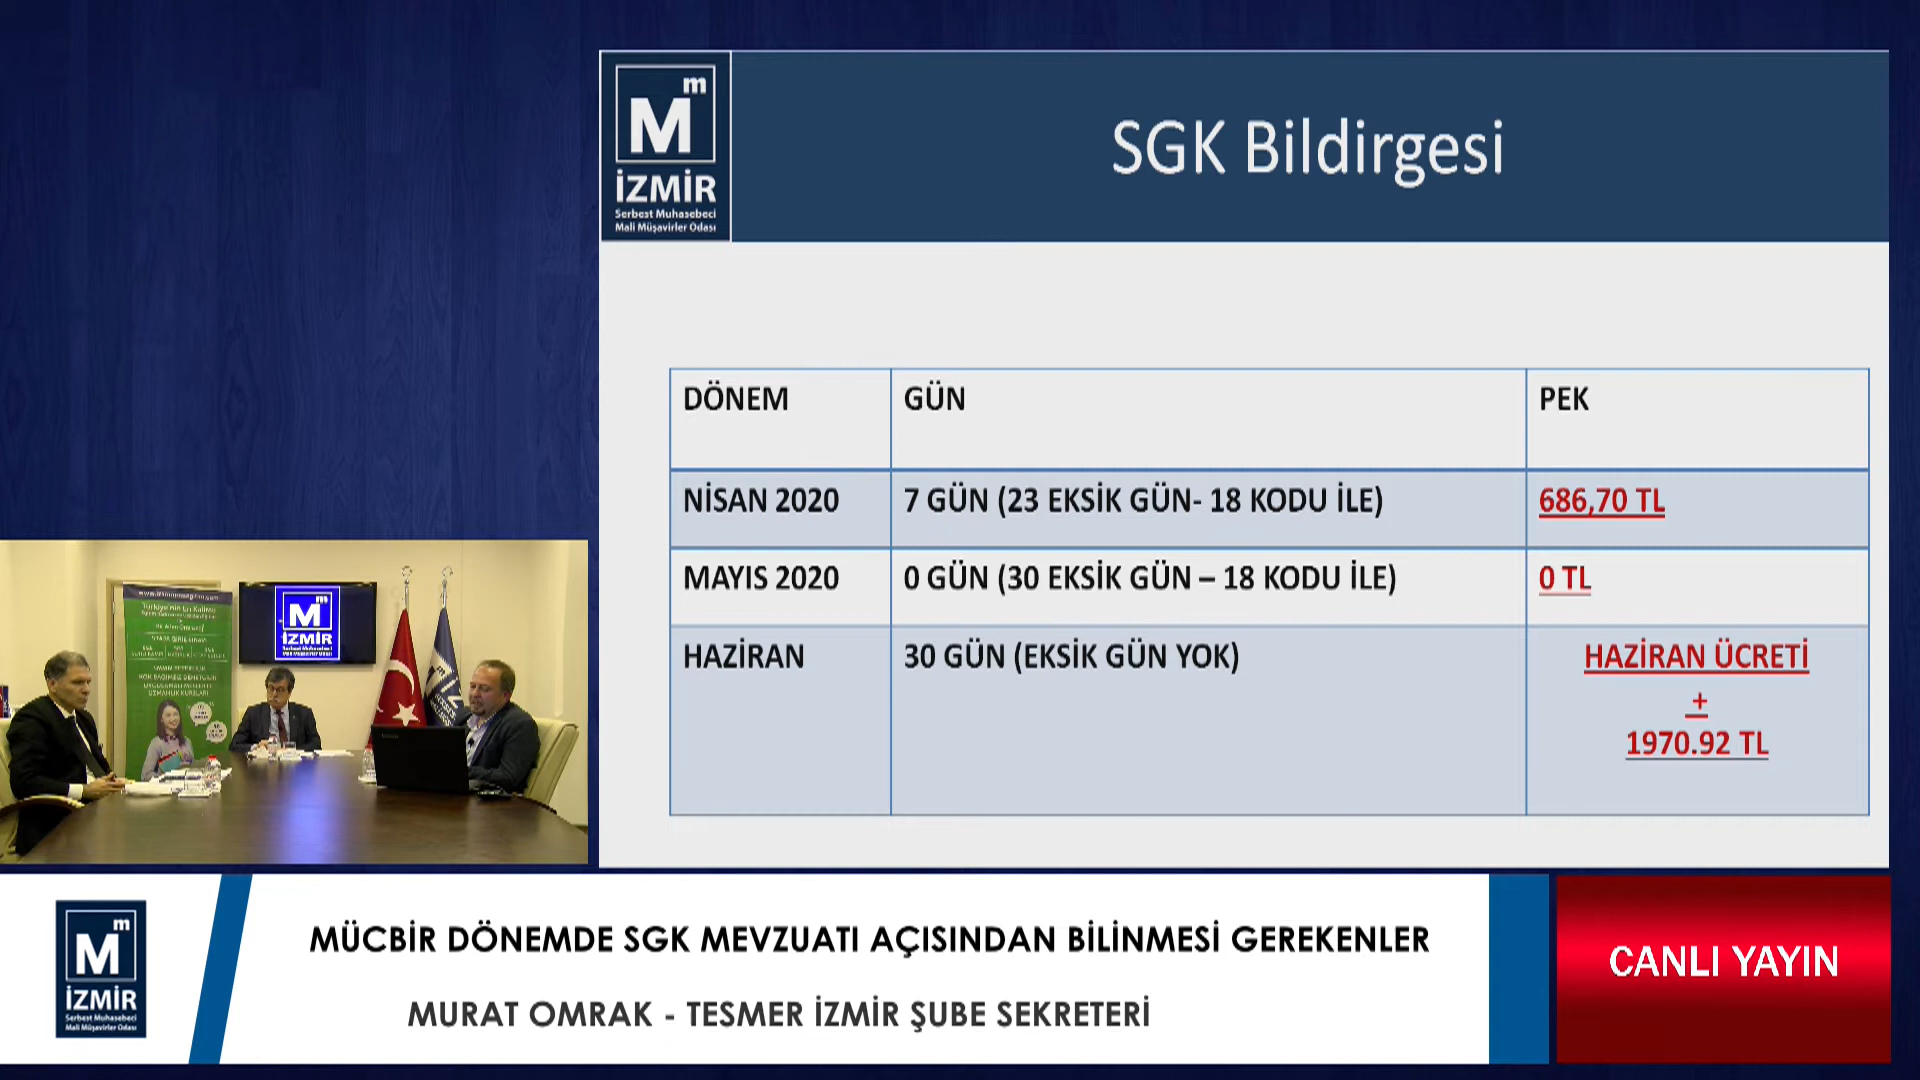 m
M
İZMİR
Serbest Muhasebeci
Mali Müşavirler Odası
SGK Bildirgesi
DÖNEM
GÜN
PEK
NİSAN 2020
7 GÜN (23 EKSİK GÜN- 18 KODU İLE)
686,70 TL
MAYIS 2020
0 GÜN (30 EKSİK GÜN – 18 KODU İLE)
0 TL
HAZİRAN
30 GÜN (EKSİK GÜN YOK)
HAZİRAN ÜCRETİ
+
1970.92 TL
m
M
İZMİR
m
M
İZMİR
Serbest Muhasebeci
Mali Müşavirler Odası
MÜCBİR DÖNEMDE SGK MEVZUATI AÇISINDAN BİLİNMESİ GEREKENLER
MURAT OMRAK - TESMER İZMİR ŞUBE SEKRETERİ
CANLI YAYIN